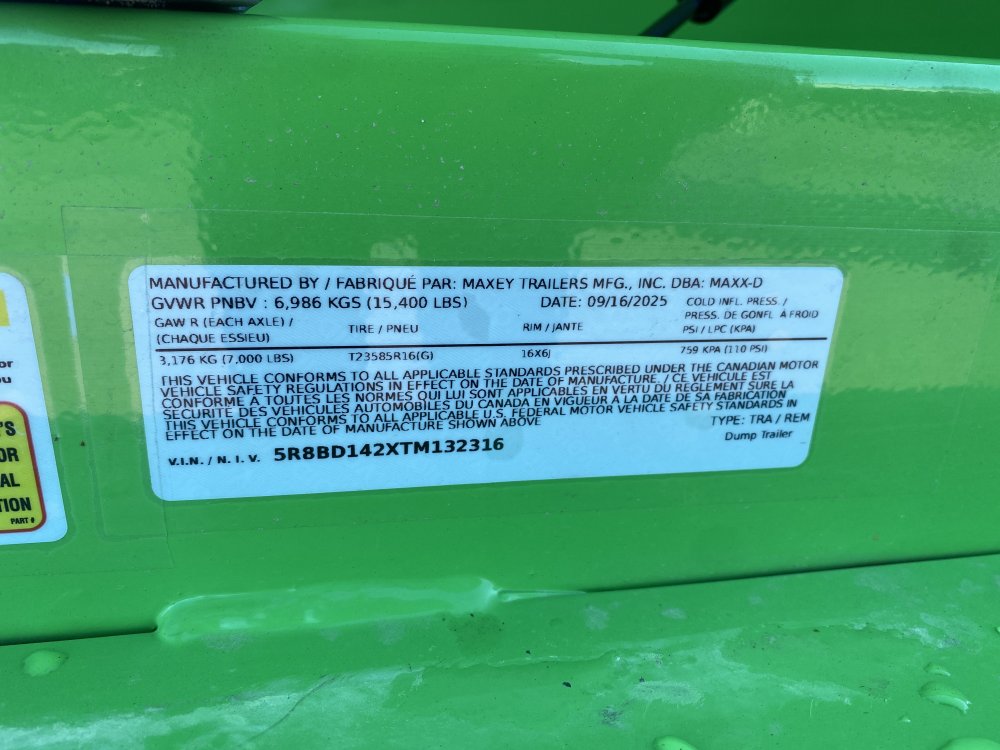 MANUFACTURED BY / FABRIQUÉ PAR: MAXEY TRAILERS MFG., INC. DBA: MAXX-D
GVWR PNBV : 6,986 KGS (15,400 LBS) DATE: 09/16/2025
GAW R (EACH AXLE) / (CHAQUE ESSIEU) TIRE / PNEU RIM / JANTE COLD INFL. PRESS. / PRESS. DE GONFL À FROID PSI / LPC (KPA)
3,176 KG (7,000 LBS) T23585R16(G) 16X6J 759 KPA (110 PSI)
THIS VEHICLE CONFORMS TO ALL APPLICABLE STANDARDS PRESCRIBED UNDER THE CANADIAN MOTOR
VEHICLE SAFETY REGULATIONS IN EFFECT ON THE DATE OF MANUFACTURE. / CE VEHICULE EST
CONFORME À TOUTES LES NORMES QUI LUI SONT APPLICABLES EN VERTU DU REGLEMENT SUR LA
SECURITE DES VEHICULES AUTOMOBILES DU CANADA EN VIGUEUR A LA DATE DE SA FABRICATION
THIS VEHICLE CONFORMS TO ALL APPLICABLE U.S. FEDERAL MOTOR VEHICLE SAFETY STANDARDS IN
EFFECT ON THE DATE OF MANUFACTURE SHOWN ABOVE
TYPE: TRA / REM
Dump Trailer
V.I.N. / N. I. V. 5R8BD142XTM132316
or
'S
OR
AL
TION
PART #